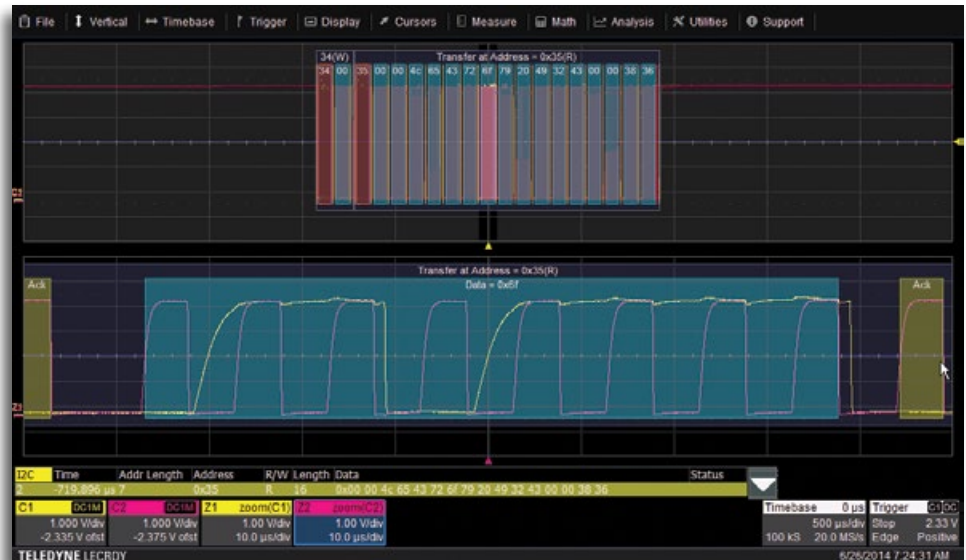 File Vertical Timebase Trigger Display Cursors Measure Math Analysis Utilities Support
34(W) Transfer at Address = 0x35(R)
34 00 35 00 00 4c 65 43 72 6f 79 20 49 32 43 00 00 38 36
C1
Transfer at Address = 0x35(R)
Ack Data = 0x6f Ack
Z1
I2C Time Addr Length Address R/W Length Data Status
2 -719.896 µs 7 0x35 R 16 0x00 00 4c 65 43 72 6f 79 20 49 32 43 00 00 38 36
C1 DC1M C2 DC1M Z1 zoom(C1) Z2 zoom(C2) Timebase 0 µs Trigger C1 DC
1.000 V/div 1.000 V/div 1.00 V/div 1.00 V/div 500 µs/div Stop 2.33 V
-2.335 V ofst -2.375 V ofst 10.0 µs/div 10.0 µs/div 100 kS 20.0 MS/s Edge Positive
TELEDYNE LECROY 6/26/2014 7:24:31 AM